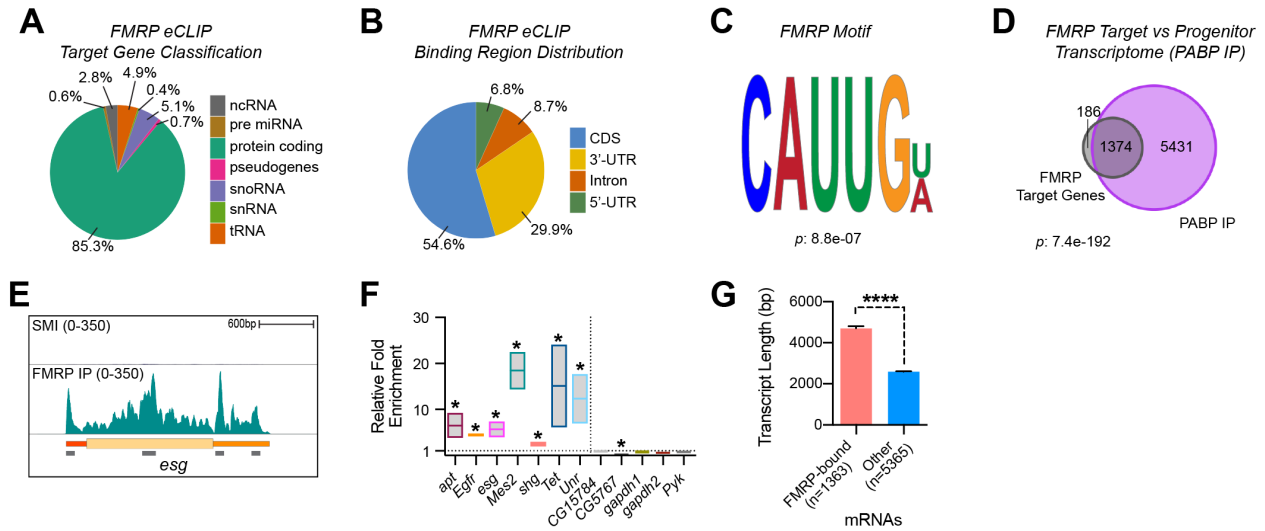 A
FMRP eCLIP
Target Gene Classification
2.8%
4.9%
0.4%
0.6%
5.1%
0.7%
85.3%
ncRNA
pre miRNA
protein coding
pseudogenes
snoRNA
snRNA
tRNA
B
FMRP eCLIP
Binding Region Distribution
6.8%
8.7%
54.6%
29.9%
CDS
3'-UTR
Intron
5'-UTR
C
FMRP Motif
CAUUGU
A
p: 8.8e-07
D
FMRP Target vs Progenitor
Transcriptome (PABP IP)
186
1374
5431
FMRP
Target Genes
PABP IP
p: 7.4e-192
E
SMI (0-350)
600bp
FMRP IP (0-350)
esg
F
Relative Fold
Enrichment
30
20
10
1
* * * * * * * *
apt
Egfr
esg
Mes2
shg
Tet
Unr
CG15784
CG5767
gapdh1
gapdh2
Pyk
G
Transcript Length (bp)
6000
4000
2000
0
****
FMRP-bound
(n=1363)
Other
(n=5365)
mRNAs